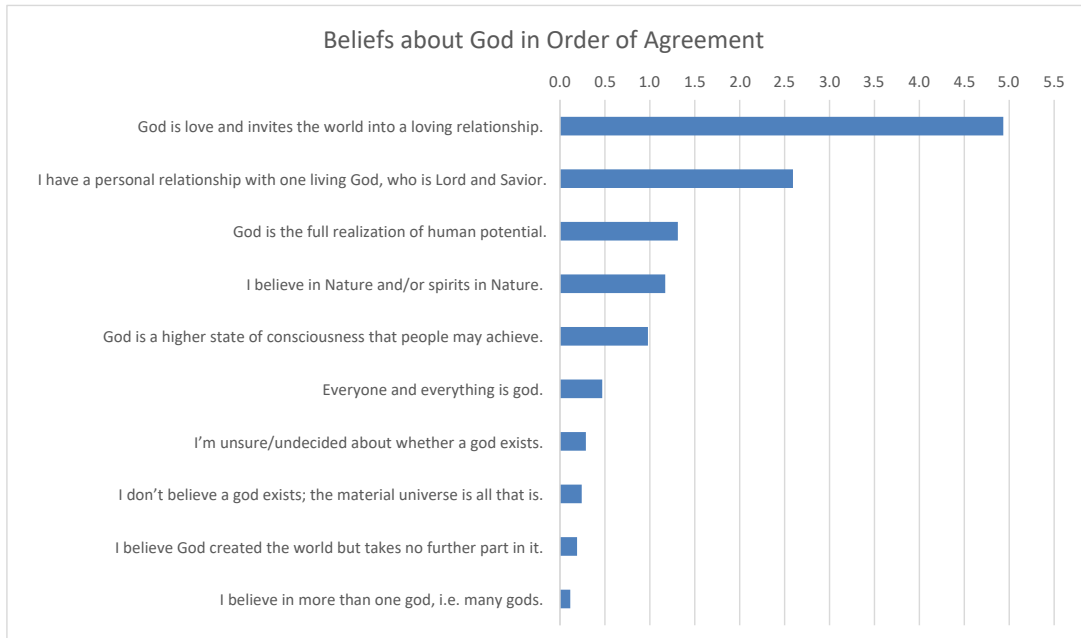 Beliefs about God in Order of Agreement
0.0 0.5 1.0 1.5 2.0 2.5 3.0 3.5 4.0 4.5 5.0 5.5
God is love and invites the world into a loving relationship.
I have a personal relationship with one living God, who is Lord and Savior.
God is the full realization of human potential.
I believe in Nature and/or spirits in Nature.
God is a higher state of consciousness that people may achieve.
Everyone and everything is god.
I’m unsure/undecided about whether a god exists.
I don’t believe a god exists; the material universe is all that is.
I believe God created the world but takes no further part in it.
I believe in more than one god, i.e. many gods.